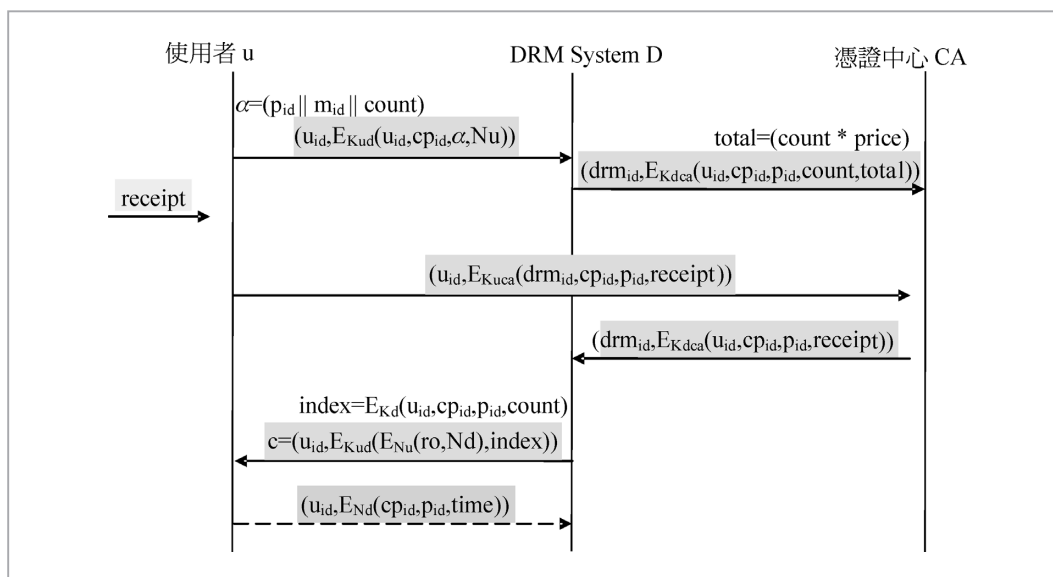 使用者 u
DRM System D
憑證中心 CA
α=(pid || mid || count)
(uid,EKud(uid,cpid,α,Nu))
total=(count * price)
(drmid,EKdca(uid,cpid,pid,count,total))
receipt
(uid,EKuca(drmid,cpid,pid,receipt))
(drmid,EKdca(uid,cpid,pid,receipt))
index=EKd(uid,cpid,pid,count)
c=(uid,EKud(ENu(ro,Nd),index))
(uid,ENd(cpid,pid,time))